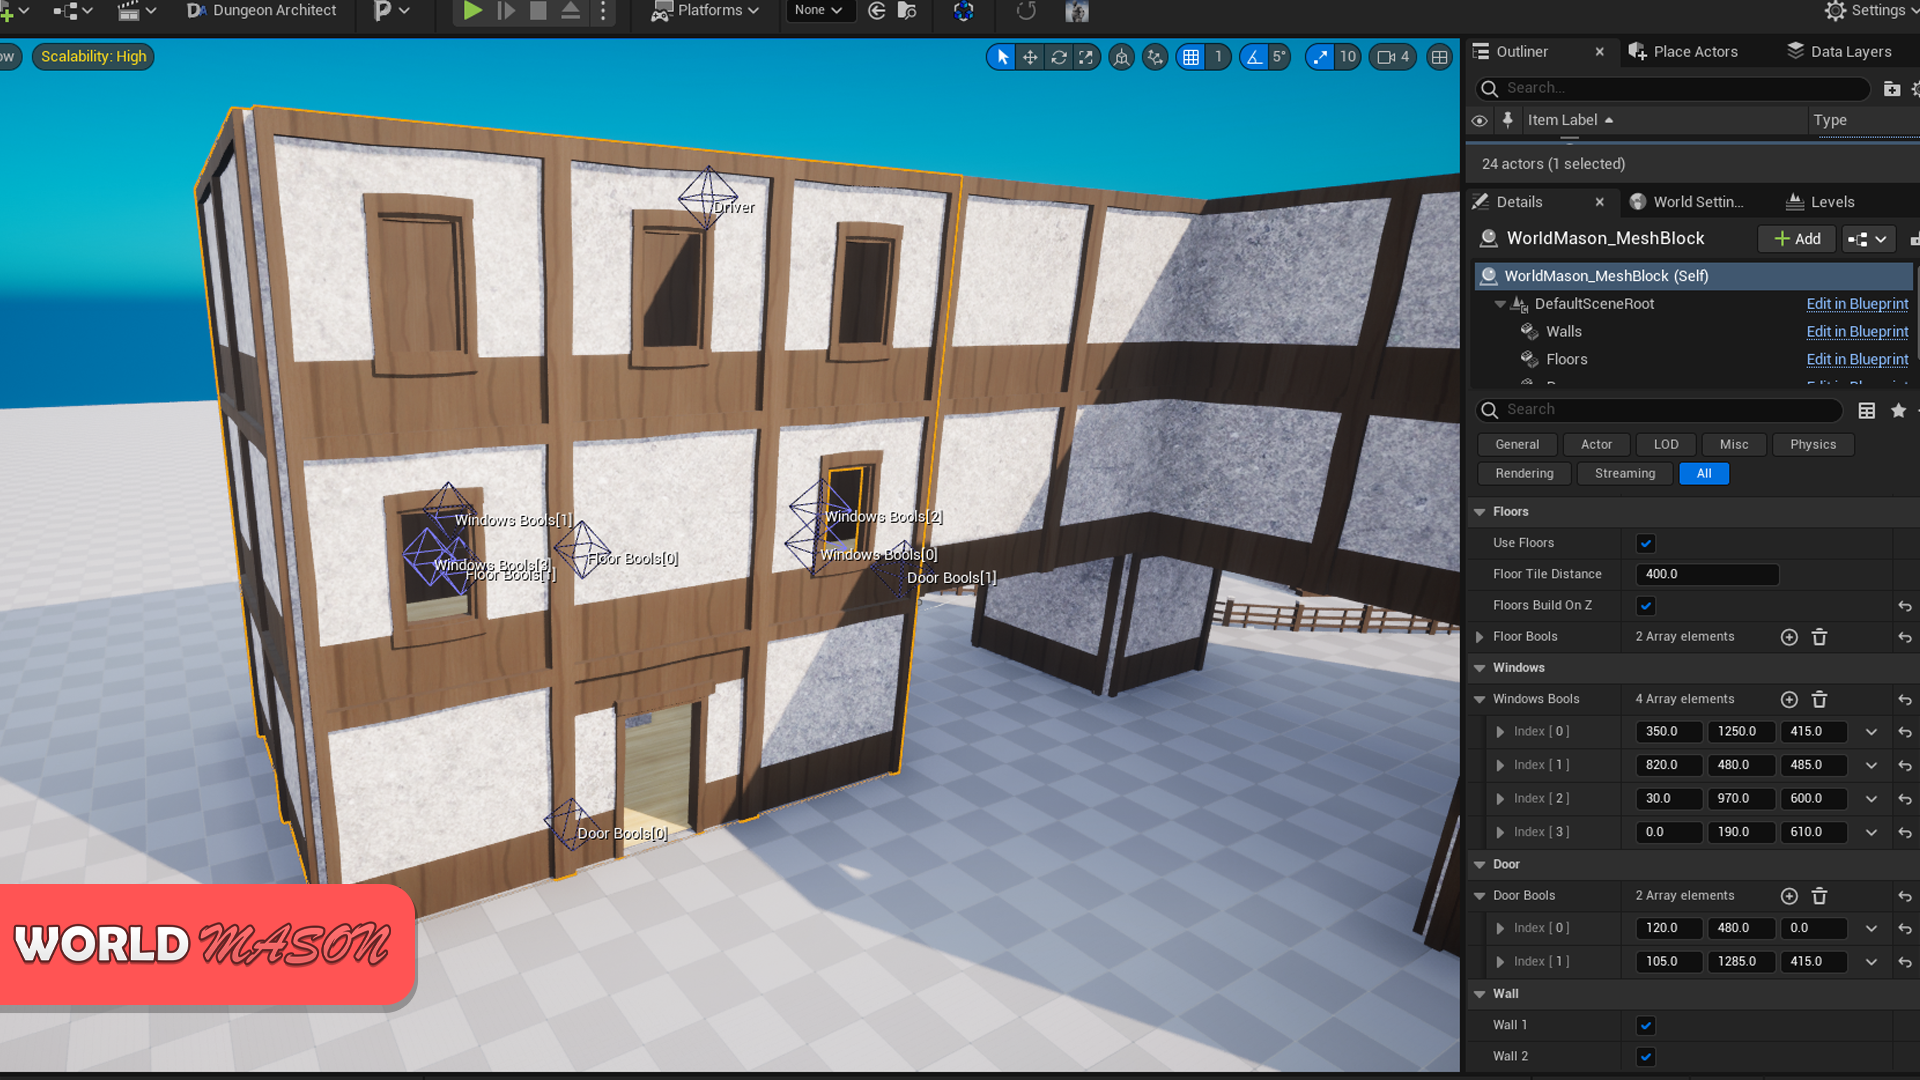 Dungeon Architect
Platforms
None
Settings
ow
Scalability: High
1
5°
10
4
Outliner
Place Actors
Data Layers
Search...
Item Label
Type
24 actors (1 selected)
Details
World Settin...
Levels
WorldMason_MeshBlock
Add
WorldMason_MeshBlock (Self)
DefaultSceneRoot
Edit in Blueprint
Walls
Edit in Blueprint
Floors
Edit in Blueprint
Search
General
Actor
LOD
Misc
Physics
Rendering
Streaming
All
Floors
Use Floors
Floor Tile Distance
400.0
Floors Build On Z
Floor Bools
2 Array elements
Windows
Windows Bools
4 Array elements
Index [ 0 ]
350.0
1250.0
415.0
Index [ 1 ]
820.0
480.0
485.0
Index [ 2 ]
30.0
970.0
600.0
Index [ 3 ]
0.0
190.0
610.0
Door
Door Bools
2 Array elements
Index [ 0 ]
120.0
480.0
0.0
Index [ 1 ]
105.0
1285.0
415.0
Wall
Wall 1
Wall 2
Driver
Windows Bools[1]
Windows Bools[3]
Floor Bools[1]
Floor Bools[0]
Windows Bools[2]
Windows Bools[0]
Door Bools[1]
Door Bools[0]
WORLD MASON